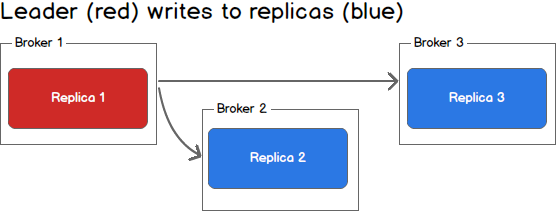 Leader (red) writes to replicas (blue)
Broker 1
Replica 1
Broker 2
Replica 2
Broker 3
Replica 3